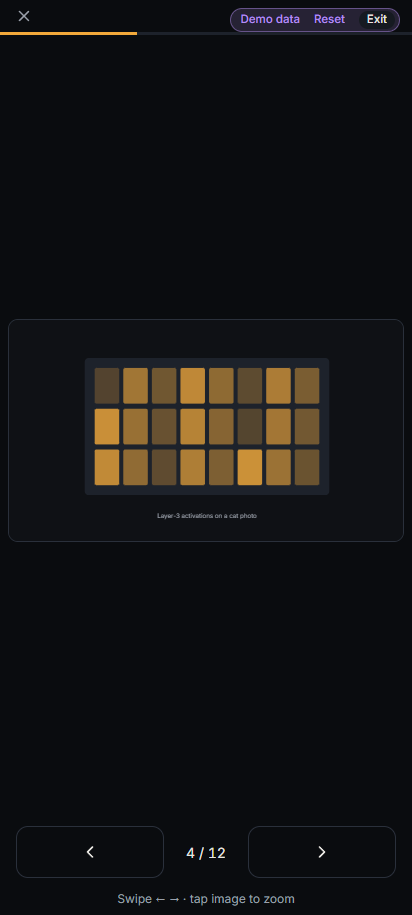 Demo data Reset Exit
Layer-3 activations on a cat photo
4 / 12
Swipe ← → · tap image to zoom